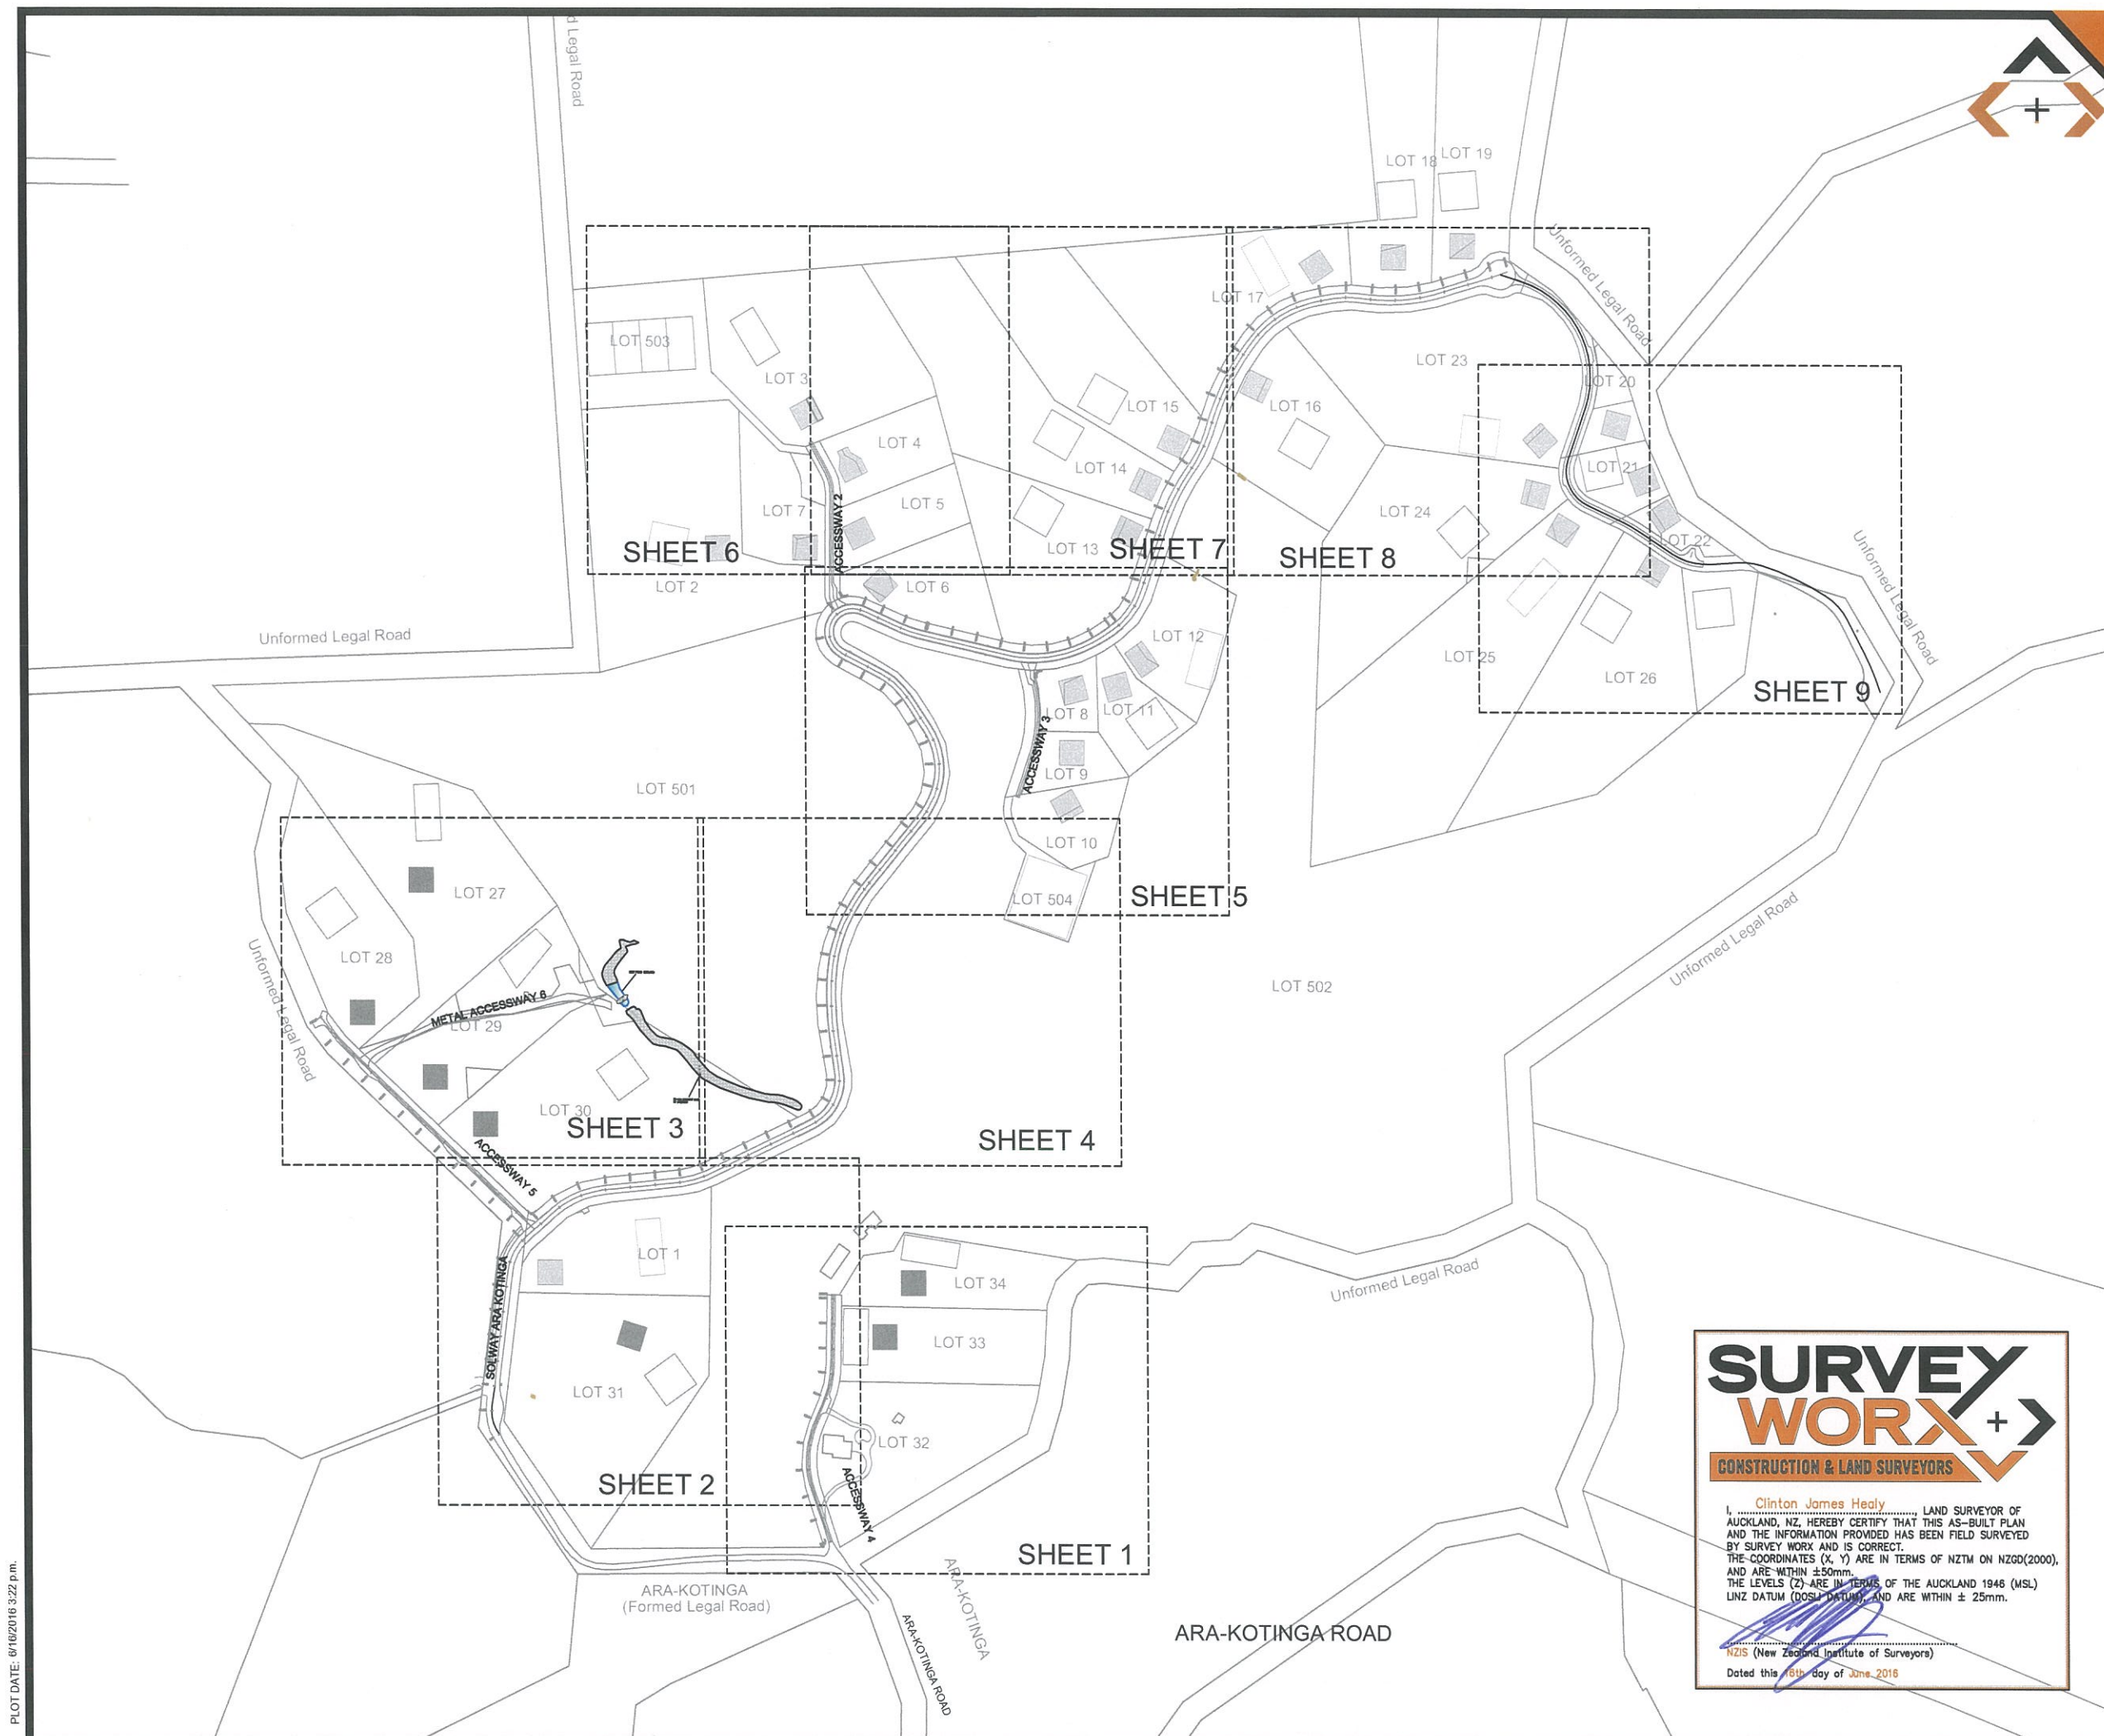 d Legal Road
LOT 18
LOT 19
Unformed Legal Road
LOT 17
LOT 503
LOT 3
LOT 23
LOT 20
LOT 15
LOT 16
LOT 4
LOT 14
LOT 21
LOT 5
LOT 7
ACCESSWAY 2
LOT 24
LOT 13
LOT 22
SHEET 6
SHEET 7
SHEET 8
LOT 2
LOT 6
Unformed Legal Road
Unformed Legal Road
LOT 12
LOT 25
LOT 26
SHEET 9
LOT 8
LOT 11
ACCESSWAY 3
LOT 9
LOT 501
LOT 10
LOT 27
LOT 504
SHEET 5
LOT 28
Unformed Legal Road
Unformed Legal Road
LOT 502
METAL ACCESSWAY 6
LOT 29
LOT 30
SHEET 3
SHEET 4
ACCESSWAY 5
LOT 1
SOLWAY ARA KOTINGA
LOT 34
Unformed Legal Road
LOT 33
LOT 31
LOT 32
SHEET 2
ACCESSWAY 4
SHEET 1
ARA-KOTINGA
(Formed Legal Road)
ARA-KOTINGA
ARA-KOTINGA ROAD
ARA-KOTINGA ROAD
SURVEY
WORX
CONSTRUCTION & LAND SURVEYORS
I, Clinton James Healy, LAND SURVEYOR OF
AUCKLAND, NZ, HEREBY CERTIFY THAT THIS AS-BUILT PLAN
AND THE INFORMATION PROVIDED HAS BEEN FIELD SURVEYED
BY SURVEY WORX AND IS CORRECT.
THE COORDINATES (X, Y) ARE IN TERMS OF NZTM ON NZGD(2000),
AND ARE WITHIN ±50mm.
THE LEVELS (Z) ARE IN TERMS OF THE AUCKLAND 1946 (MSL)
LINZ DATUM (DOSLI DATUM), AND ARE WITHIN ± 25mm.
NZIS (New Zealand Institute of Surveyors)
Dated this 16th day of June 2016
PLOT DATE: 6/16/2016 3:22 p.m.